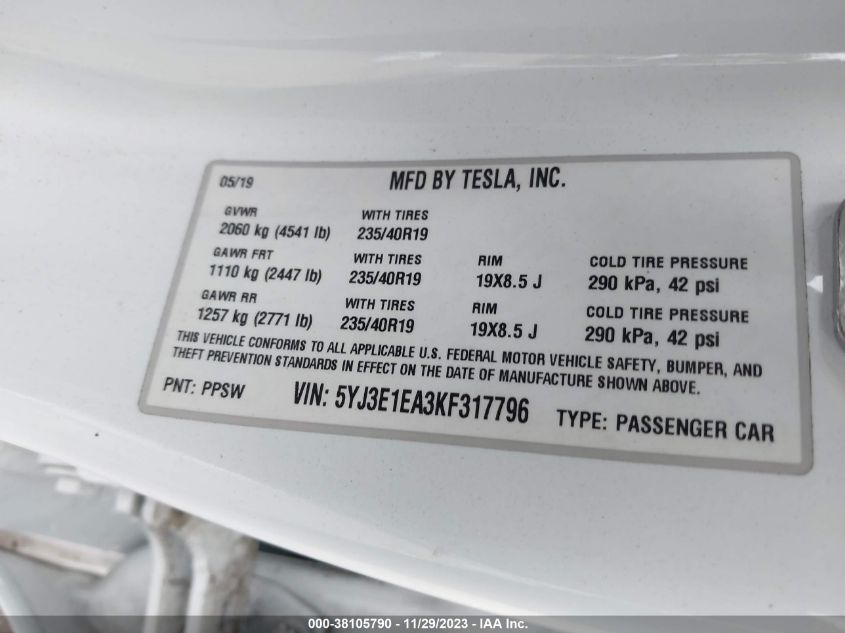 05/19 MFD BY TESLA, INC.
GVWR WITH TIRES
2060 kg (4541 lb) 235/40R19
GAWR FRT WITH TIRES RIM COLD TIRE PRESSURE
1110 kg (2447 lb) 235/40R19 19X8.5 J 290 kPa, 42 psi
GAWR RR WITH TIRES RIM COLD TIRE PRESSURE
1257 kg (2771 lb) 235/40R19 19X8.5 J 290 kPa, 42 psi
THIS VEHICLE CONFORMS TO ALL APPLICABLE U.S. FEDERAL MOTOR VEHICLE SAFETY, BUMPER, AND
THEFT PREVENTION STANDARDS IN EFFECT ON THE DATE OF MANUFACTURE SHOWN ABOVE.
PNT: PPSW VIN: 5YJ3E1EA3KF317796 TYPE: PASSENGER CAR
000-38105790 - 11/29/2023 - IAA Inc.